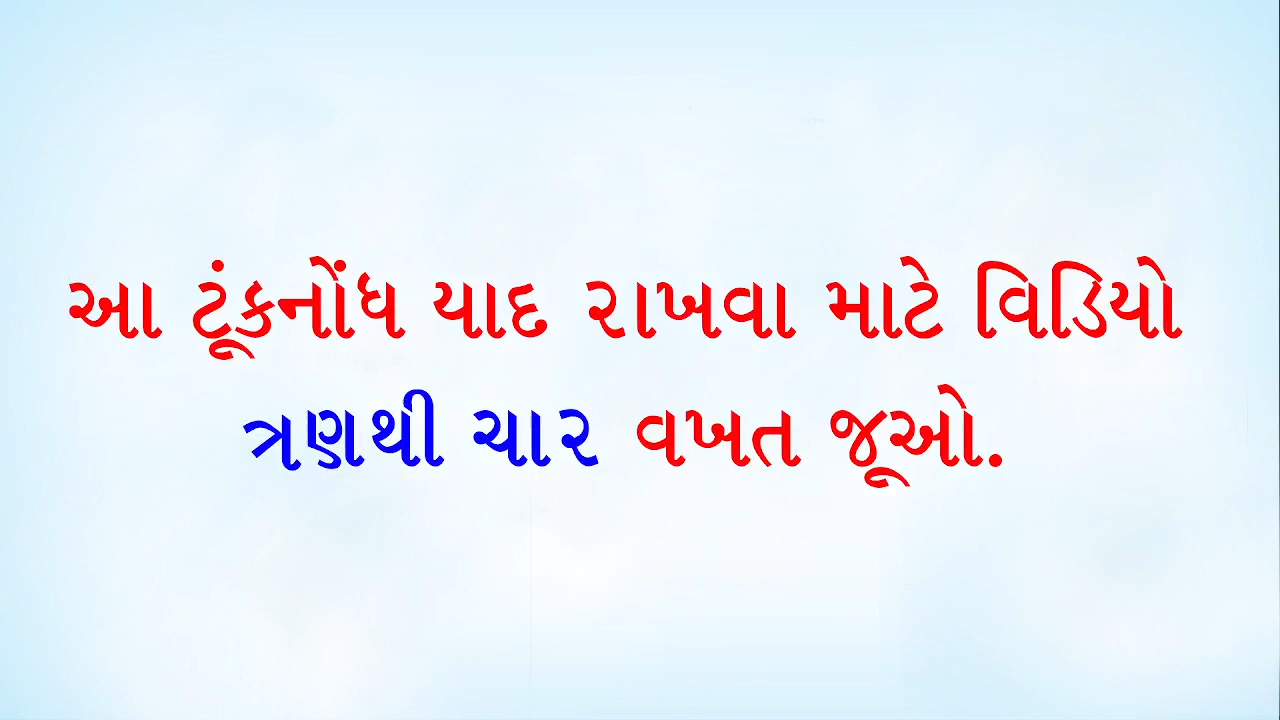 આ ટૂંકનોંધ યાદ રાખવા માટે વિડિયો
ત્રણથી ચાર વખત જૂઓ.